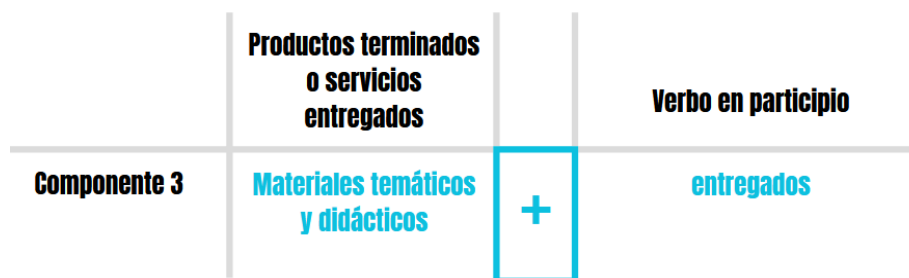 Productos terminados
o servicios
entregados
Verbo en participio
Componente 3
Materiales temáticos
y didácticos
+
entregados